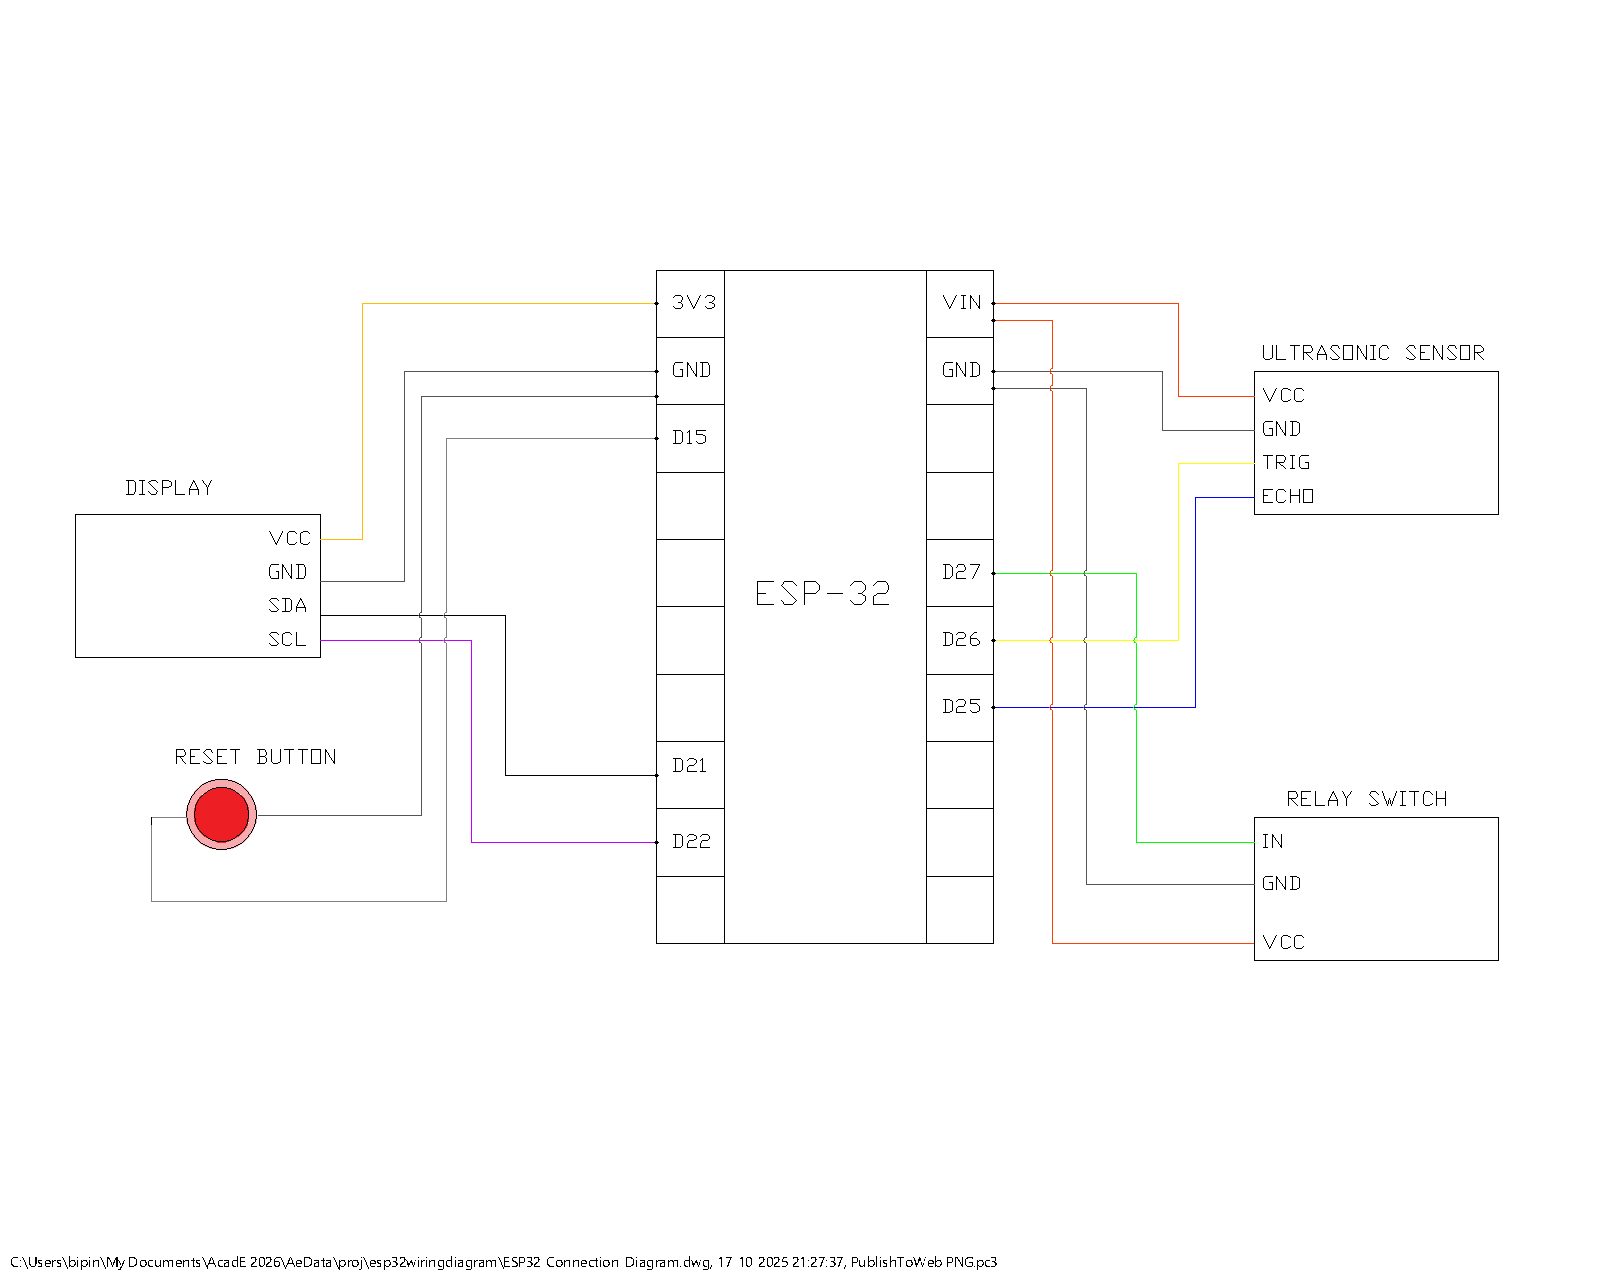 3V3
VIN
ULTRASONIC SENSOR
GND
GND
VCC
GND
D15
TRIG
DISPLAY
ECHO
VCC
GND
D27
ESP-32
SDA
SCL
D26
D25
RESET BUTTON
D21
RELAY SWITCH
D22
IN
GND
VCC
C:\Users\bipin\My Documents\AcadE 2026\AeData\proj\esp32wiringdiagram\ESP32 Connection Diagram.dwg, 17 10 2025 21:27:37, PublishToWeb PNG.pc3